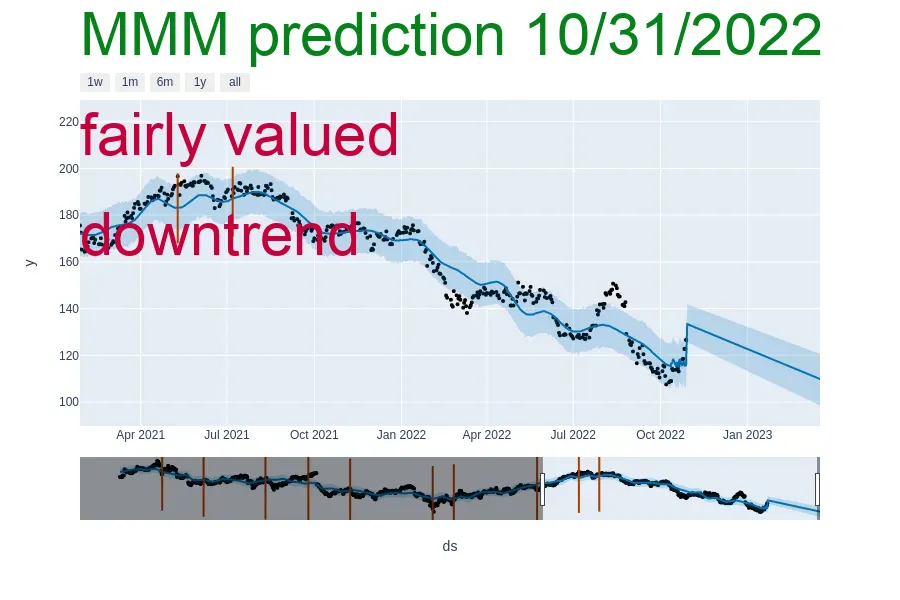 MMM prediction 10/31/2022
1w 1m 6m 1y all
fairly valued
downtrend
220
200
180
160
140
120
100
y
Apr 2021 Jul 2021 Oct 2021 Jan 2022 Apr 2022 Jul 2022 Oct 2022 Jan 2023
ds